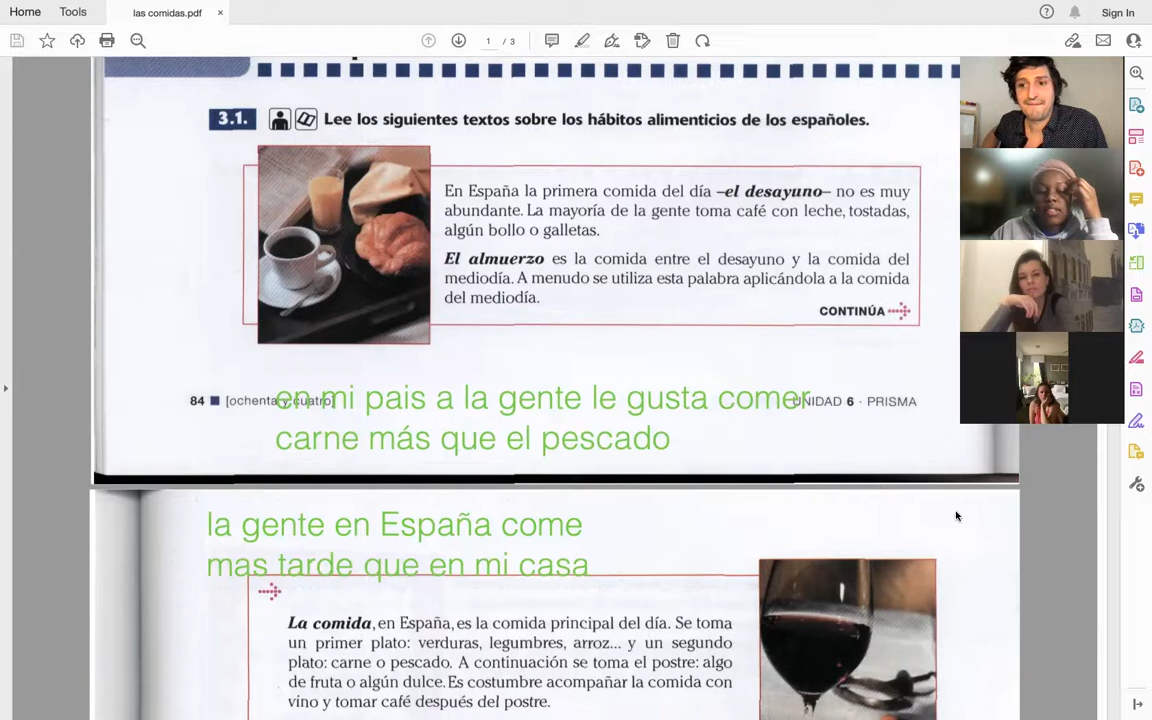 Home Tools las comidas.pdf × Sign In
1 / 3
3.1. Lee los siguientes textos sobre los hábitos alimenticios de los españoles.
En España la primera comida del día –el desayuno– no es muy
abundante. La mayoría de la gente toma café con leche, tostadas,
algún bollo o galletas.
El almuerzo es la comida entre el desayuno y la comida del
mediodía. A menudo se utiliza esta palabra aplicándola a la comida
del mediodía.
CONTINÚA
84 [ochenta y cuatro] UNIDAD 6 · PRISMA
en mi pais a la gente le gusta comer
carne más que el pescado
la gente en España come
mas tarde que en mi casa
La comida, en España, es la comida principal del día. Se toma
un primer plato: verduras, legumbres, arroz... y un segundo
plato: carne o pescado. A continuación se toma el postre: algo
de fruta o algún dulce. Es costumbre acompañar la comida con
vino y tomar café después del postre.